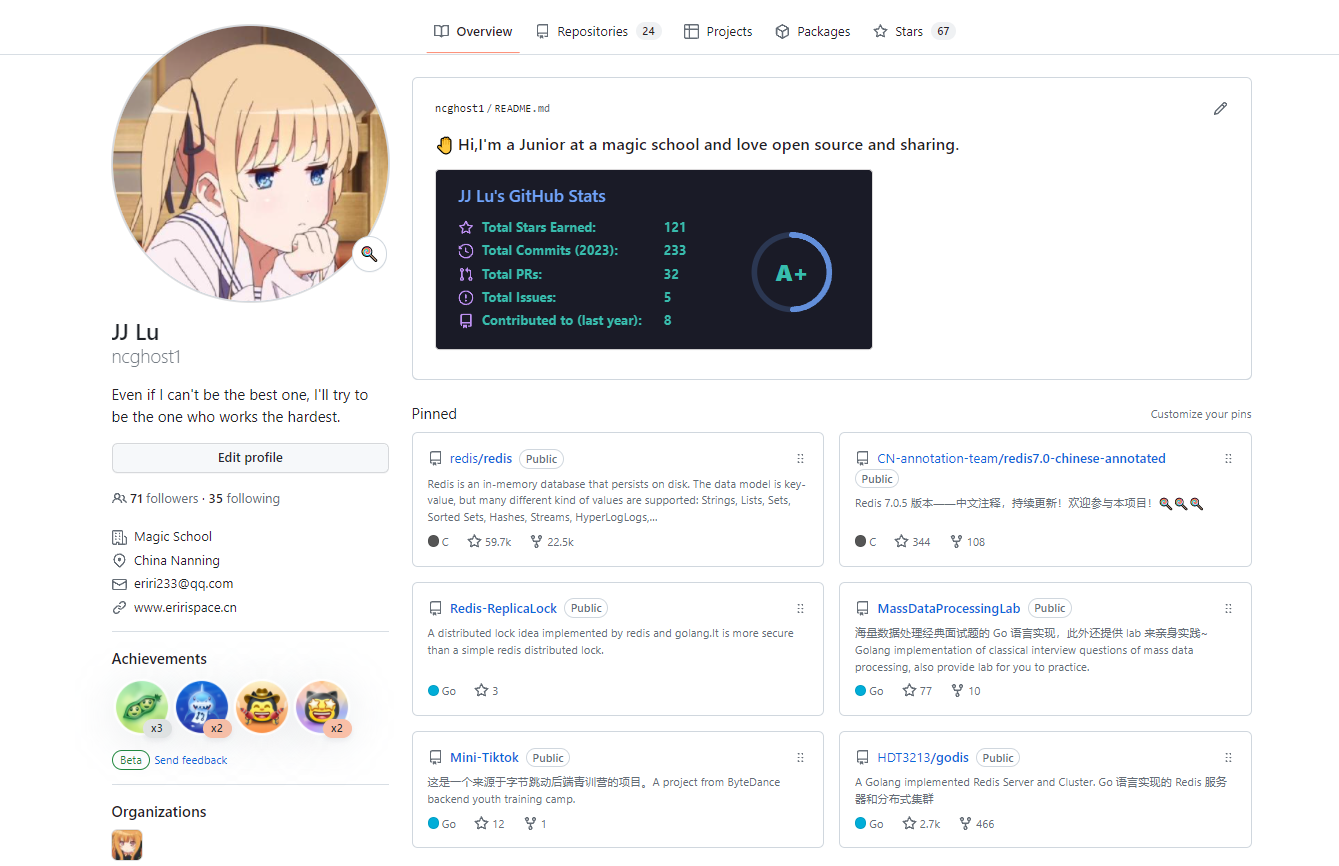 Overview
Repositories 24
Projects
Packages
Stars 67
JJ Lu
ncghost1
Even if I can't be the best one, I'll try to
be the one who works the hardest.
Edit profile
71 followers · 35 following
Magic School
China Nanning
eriri233@qq.com
www.eririspace.cn
Achievements
x3
x2
x2
Beta Send feedback
Organizations
ncghost1/README.md
🤚 Hi,I'm a Junior at a magic school and love open source and sharing.
JJ Lu's GitHub Stats
Total Stars Earned: 121
Total Commits (2023): 233
Total PRs: 32
Total Issues: 5
Contributed to (last year): 8
A+
Pinned
Customize your pins
redis/redis Public
Redis is an in-memory database that persists on disk. The data model is key-
value, but many different kind of values are supported: Strings, Lists, Sets,
Sorted Sets, Hashes, Streams, HyperLogLogs,...
C 59.7k 22.5k
CN-annotation-team/redis7.0-chinese-annotated
Public
Redis 7.0.5 版本——中文注释，持续更新！欢迎参与本项目！
C 344 108
Redis-ReplicaLock Public
A distributed lock idea implemented by redis and golang.It is more secure
than a simple redis distributed lock.
Go 3
MassDataProcessingLab Public
海量数据处理经典面试题的 Go 语言实现，此外还提供 lab 来亲身实践~
Golang implementation of classical interview questions of mass data
processing, also provide lab for you to practice.
Go 77 10
Mini-Tiktok Public
这是一个来源于字节跳动后端青训营的项目。A project from ByteDance
backend youth training camp.
Go 12 1
HDT3213/godis Public
A Golang implemented Redis Server and Cluster. Go 语言实现的 Redis 服务
器和分布式集群
Go 2.7k 466